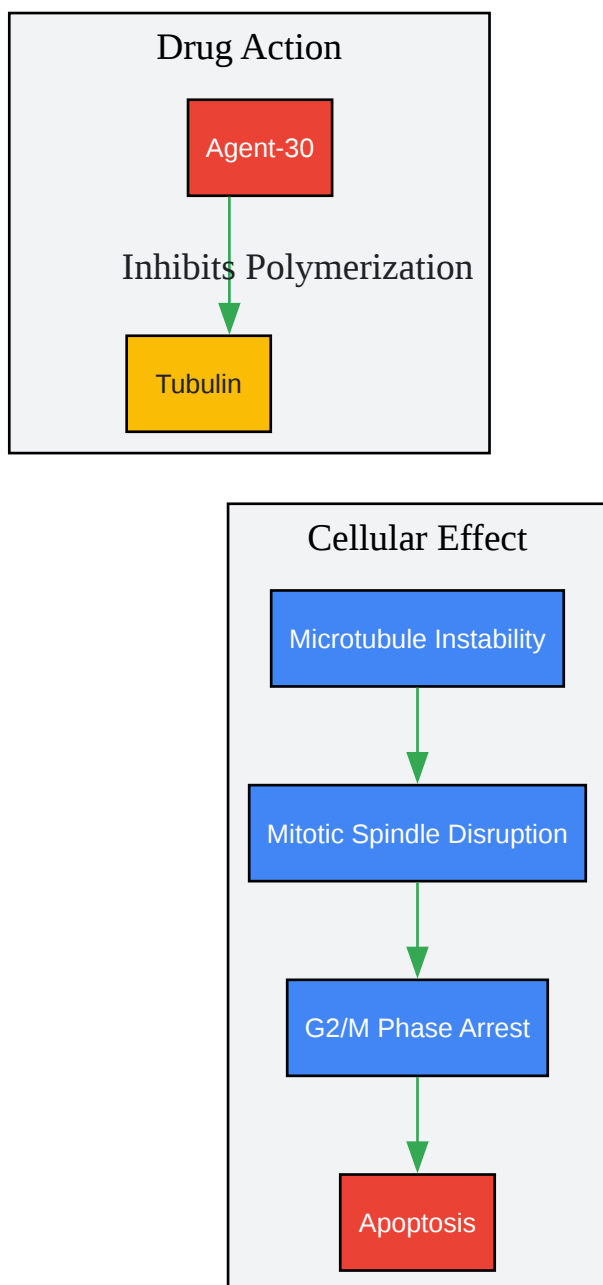 Drug Action
Agent-30
Inhibits Polymerization
Tubulin
Cellular Effect
Microtubule Instability
Mitotic Spindle Disruption
G2/M Phase Arrest
Apoptosis